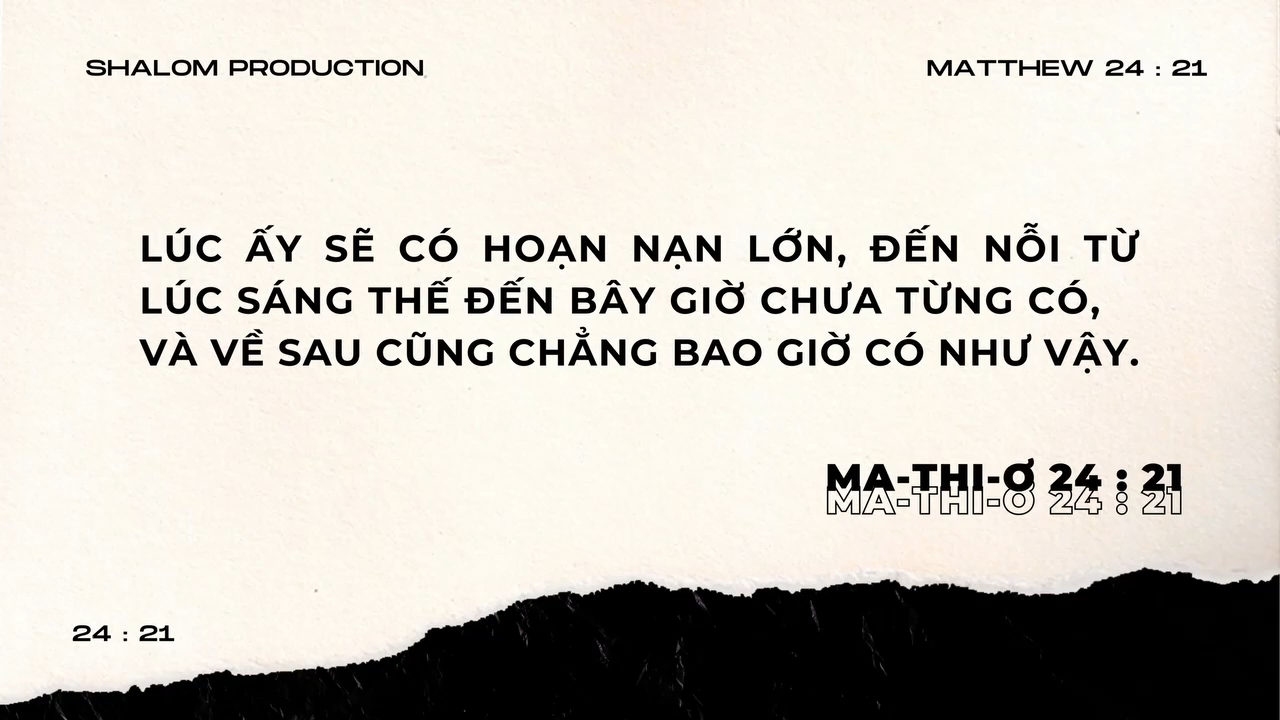 SHALOM PRODUCTION
MATTHEW 24 : 21
LÚC ẤY SẼ CÓ HOẠN NẠN LỚN, ĐẾN NỖI TỪ
LÚC SÁNG THẾ ĐẾN BÂY GIỜ CHƯA TỪNG CÓ,
VÀ VỀ SAU CŨNG CHẲNG BAO GIỜ CÓ NHƯ VẬY.
MA-THI-Ơ 24 : 21
MA-THI-Ơ 24 : 21
24 : 21